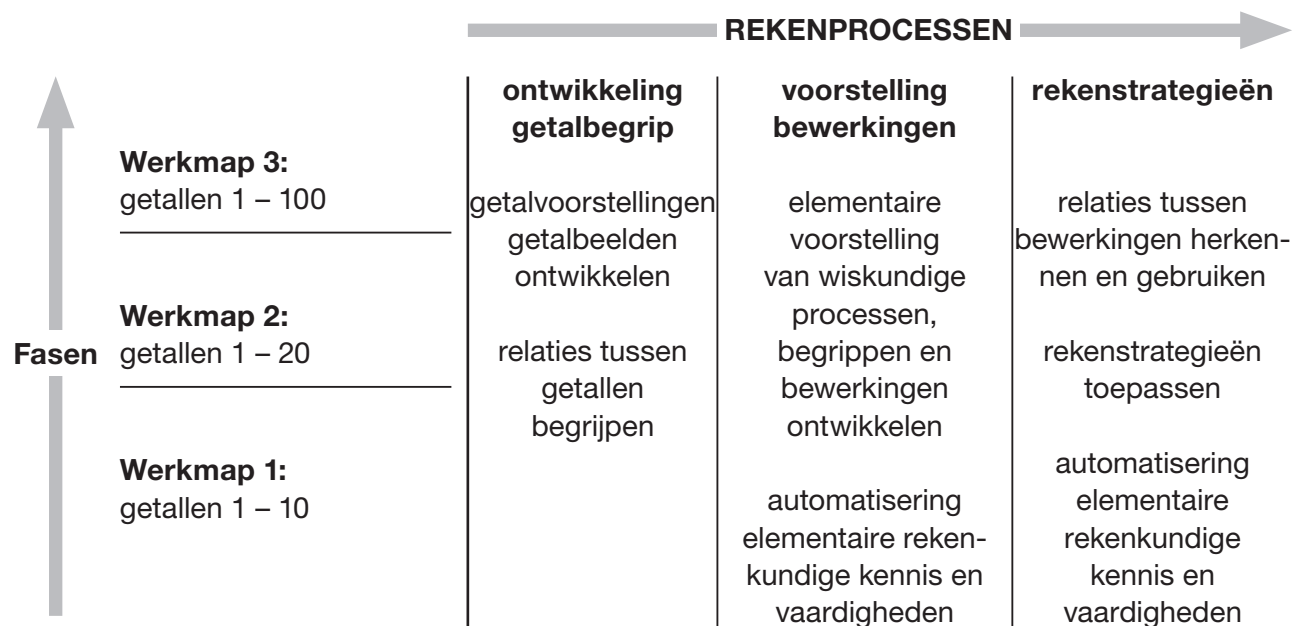 REKENPROCESSEN
Fasen
Werkmap 3:
getallen 1 – 100
Werkmap 2:
getallen 1 – 20
Werkmap 1:
getallen 1 – 10
ontwikkeling
getalbegrip
getalvoorstellingen
getalbeelden
ontwikkelen
relaties tussen
getallen
begrijpen
voorstelling
bewerkingen
elementaire
voorstelling
van wiskundige
processen,
begrippen en
bewerkingen
ontwikkelen
automatisering
elementaire reken-
kundige kennis en
vaardigheden
rekenstrategieën
relaties tussen
bewerkingen herken-
nen en gebruiken
rekenstrategieën
toepassen
automatisering
elementaire
rekenkundige
kennis en
vaardigheden